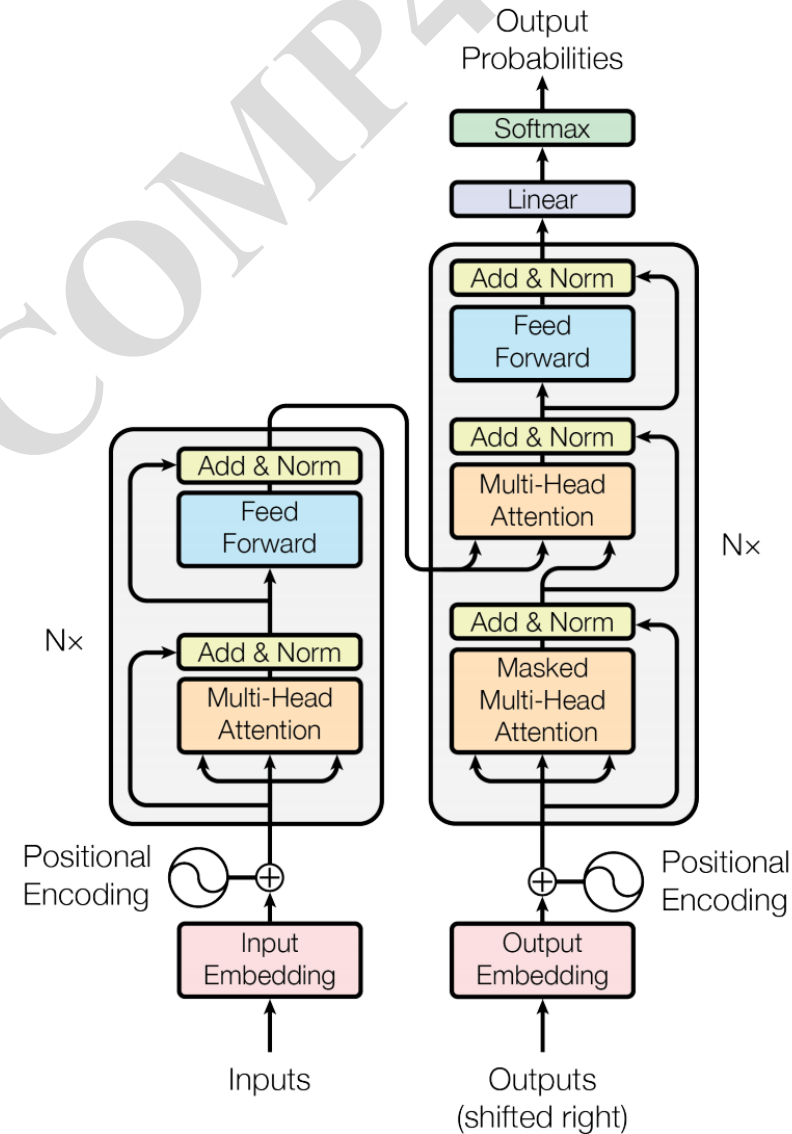 Output
Probabilities
Softmax
Linear
Add & Norm
Feed
Forward
Add & Norm
Multi-Head
Attention
Add & Norm
Masked
Multi-Head
Attention
Nx
Add & Norm
Feed
Forward
Add & Norm
Multi-Head
Attention
Nx
Positional
Encoding
Positional
Encoding
Input
Embedding
Output
Embedding
Inputs
Outputs
(shifted right)
COMP4